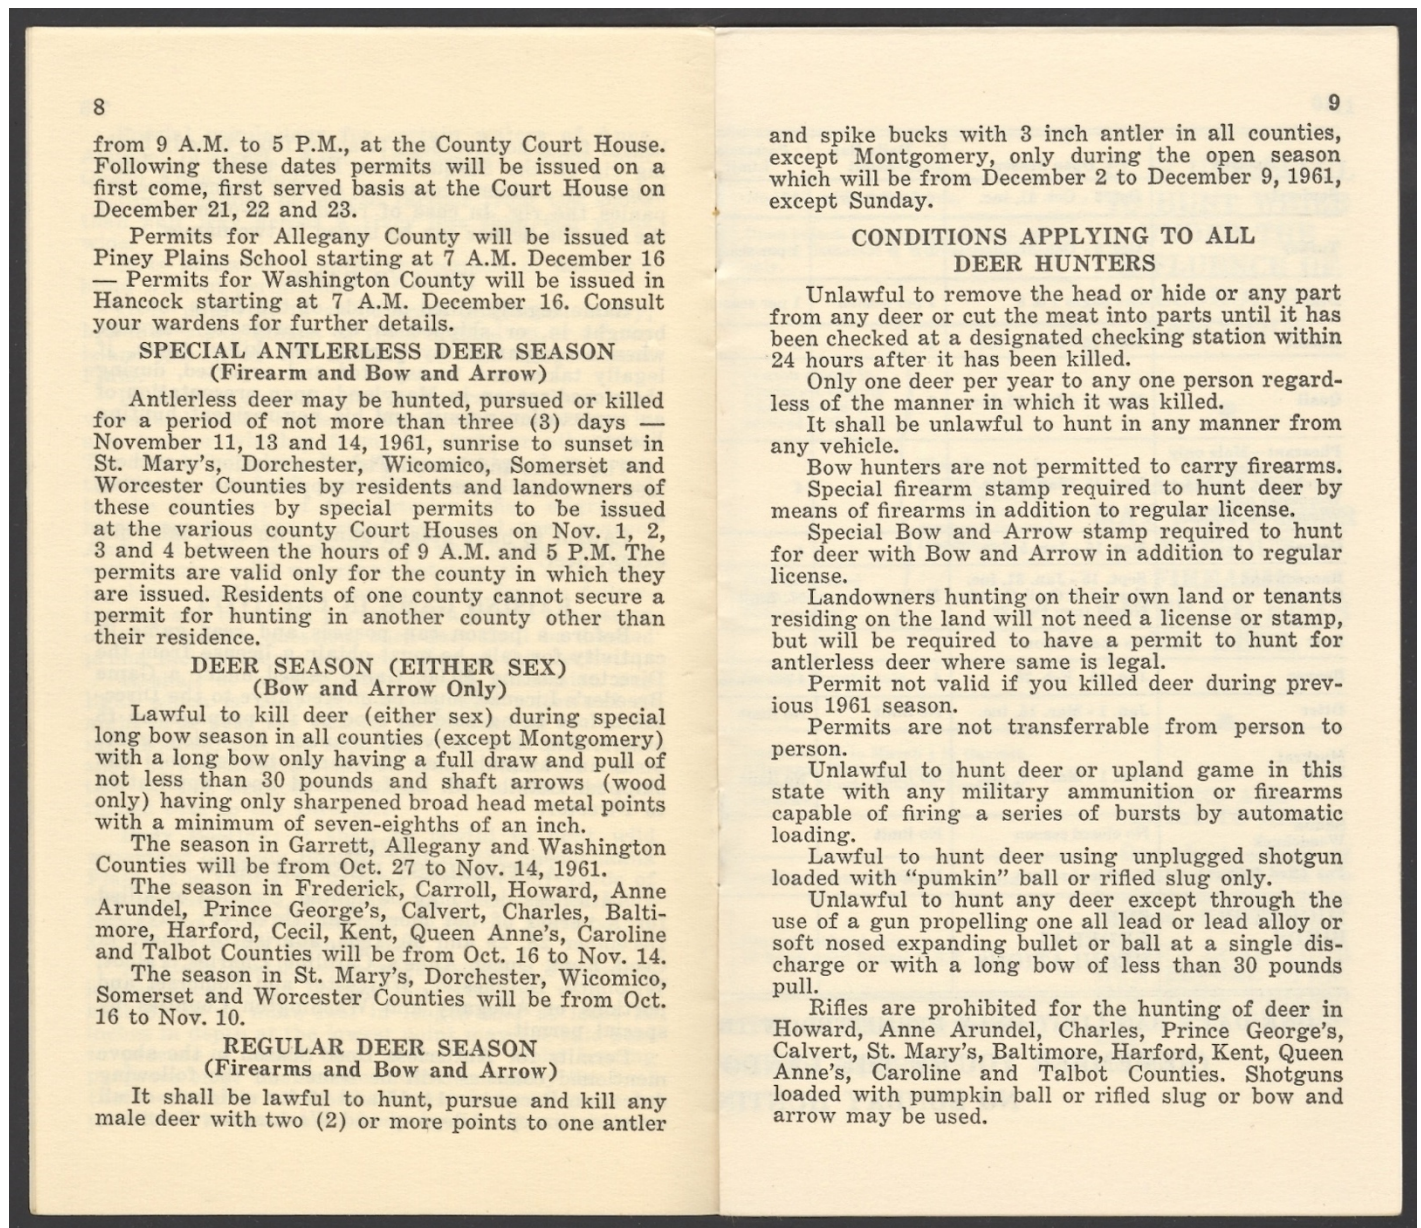 8
from 9 A.M. to 5 P.M., at the County Court House.
Following these dates permits will be issued on a
first come, first served basis at the Court House on
December 21, 22 and 23.
Permits for Allegany County will be issued at
Piney Plains School starting at 7 A.M. December 16
— Permits for Washington County will be issued in
Hancock starting at 7 A.M. December 16. Consult
your wardens for further details.
SPECIAL ANTLERLESS DEER SEASON
(Firearm and Bow and Arrow)
Antlerless deer may be hunted, pursued or killed
for a period of not more than three (3) days —
November 11, 13 and 14, 1961, sunrise to sunset in
St. Mary's, Dorchester, Wicomico, Somerset and
Worcester Counties by residents and landowners of
these counties by special permits to be issued
at the various county Court Houses on Nov. 1, 2,
3 and 4 between the hours of 9 A.M. and 5 P.M. The
permits are valid only for the county in which they
are issued. Residents of one county cannot secure a
permit for hunting in another county other than
their residence.
DEER SEASON (EITHER SEX)
(Bow and Arrow Only)
Lawful to kill deer (either sex) during special
long bow season in all counties (except Montgomery)
with a long bow only having a full draw and pull of
not less than 30 pounds and shaft arrows (wood
only) having only sharpened broad head metal points
with a minimum of seven-eighths of an inch.
The season in Garrett, Allegany and Washington
Counties will be from Oct. 27 to Nov. 14, 1961.
The season in Frederick, Carroll, Howard, Anne
Arundel, Prince George's, Calvert, Charles, Balti-
more, Harford, Cecil, Kent, Queen Anne's, Caroline
and Talbot Counties will be from Oct. 16 to Nov. 14.
The season in St. Mary's, Dorchester, Wicomico,
Somerset and Worcester Counties will be from Oct.
16 to Nov. 10.
REGULAR DEER SEASON
(Firearms and Bow and Arrow)
It shall be lawful to hunt, pursue and kill any
male deer with two (2) or more points to one antler
9
and spike bucks with 3 inch antler in all counties,
except Montgomery, only during the open season
which will be from December 2 to December 9, 1961,
except Sunday.
CONDITIONS APPLYING TO ALL
DEER HUNTERS
Unlawful to remove the head or hide or any part
from any deer or cut the meat into parts until it has
been checked at a designated checking station within
24 hours after it has been killed.
Only one deer per year to any one person regard-
less of the manner in which it was killed.
It shall be unlawful to hunt in any manner from
any vehicle.
Bow hunters are not permitted to carry firearms.
Special firearm stamp required to hunt deer by
means of firearms in addition to regular license.
Special Bow and Arrow stamp required to hunt
for deer with Bow and Arrow in addition to regular
license.
Landowners hunting on their own land or tenants
residing on the land will not need a license or stamp,
but will be required to have a permit to hunt for
antlerless deer where same is legal.
Permit not valid if you killed deer during prev-
ious 1961 season.
Permits are not transferrable from person to
person.
Unlawful to hunt deer or upland game in this
state with any military ammunition or firearms
capable of firing a series of bursts by automatic
loading.
Lawful to hunt deer using unplugged shotgun
loaded with "pumkin" ball or rifled slug only.
Unlawful to hunt any deer except through the
use of a gun propelling one all lead or lead alloy or
soft nosed expanding bullet or ball at a single dis-
charge or with a long bow of less than 30 pounds
pull.
Rifles are prohibited for the hunting of deer in
Howard, Anne Arundel, Charles, Prince George's,
Calvert, St. Mary's, Baltimore, Harford, Kent, Queen
Anne's, Caroline and Talbot Counties. Shotguns
loaded with pumpkin ball or rifled slug or bow and
arrow may be used.